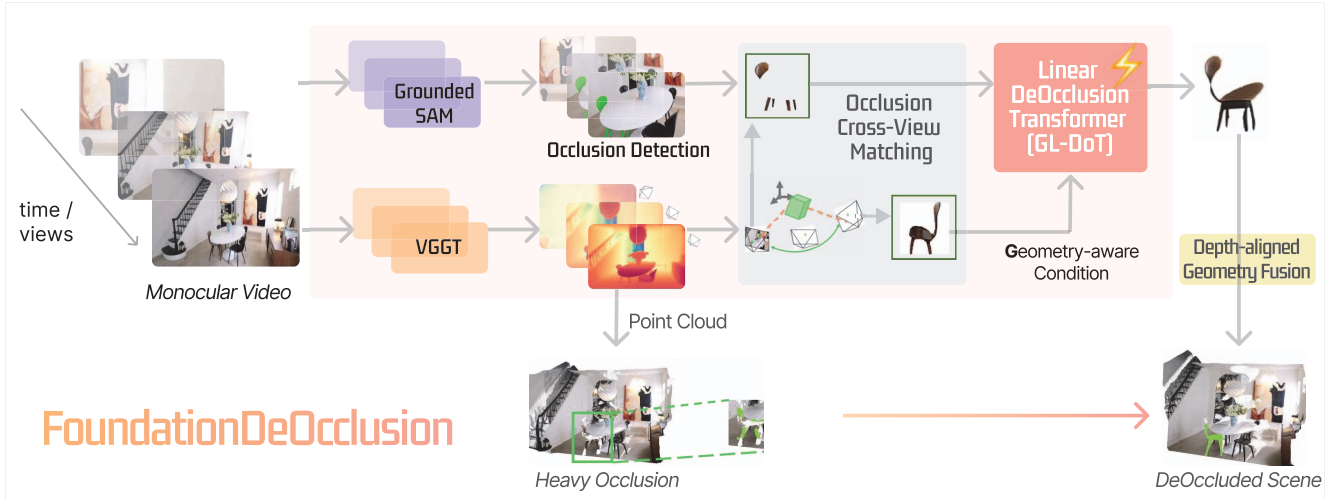 time /
views
Monocular Video
Grounded
SAM
VGGT
Occlusion Detection
Occlusion
Cross-View
Matching
Linear
DeOcclusion
Transformer
[GL-DoT]
Geometry-aware
Condition
Depth-aligned
Geometry Fusion
Point Cloud
FoundationDeOcclusion
Heavy Occlusion
DeOccluded Scene